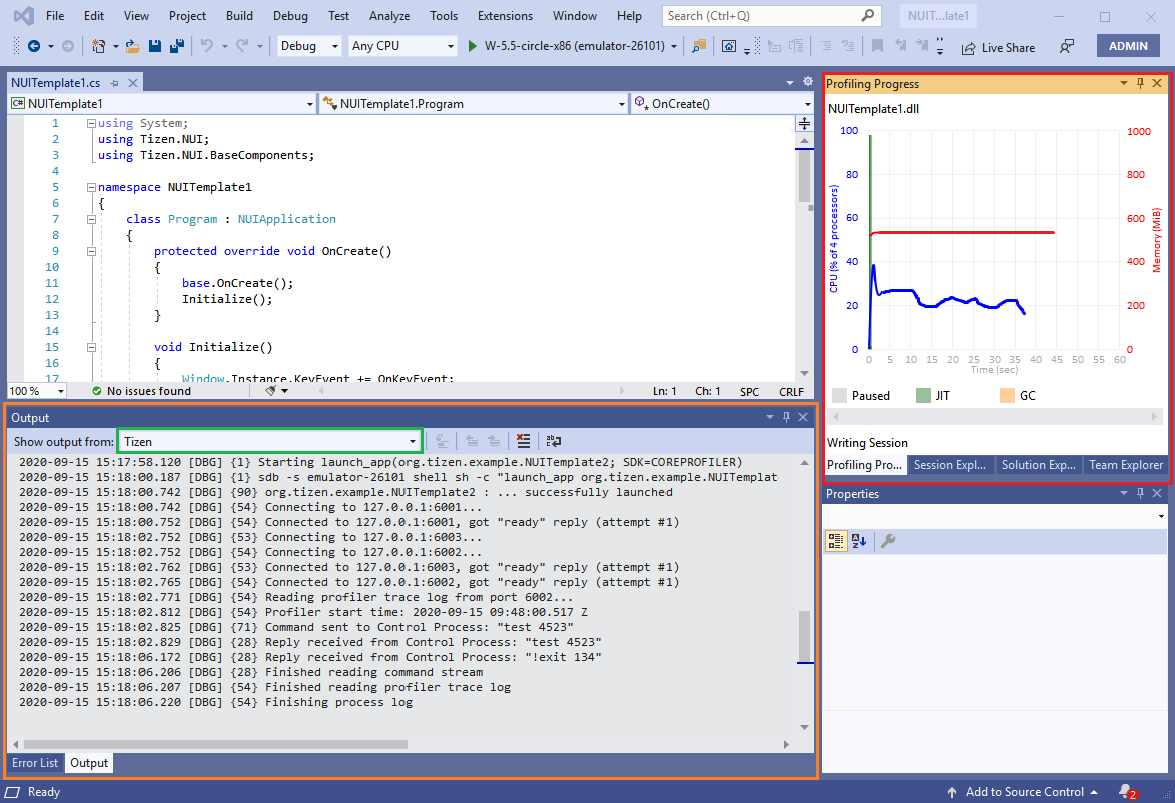 File Edit View Project Build Debug Test Analyze Tools Extensions Window Help Search (Ctrl+Q) NUIT...late1
Debug Any CPU W-5.5-circle-x86 (emulator-26101) Live Share ADMIN
NUITemplate1.cs
C# NUITemplate1 NUITemplate1.Program OnCreate()
1 using System;
2 using Tizen.NUI;
3 using Tizen.NUI.BaseComponents;
4
5 namespace NUITemplate1
6 {
7 class Program : NUIApplication
8 {
9 protected override void OnCreate()
10 {
11 base.OnCreate();
12 Initialize();
13 }
14
15 void Initialize()
16 {
17 Window.Instance.KeyEvent += OnKeyEvent;
100 % No issues found Ln: 1 Ch: 1 SPC CRLF
Output
Show output from: Tizen
2020-09-15 15:17:58.120 [DBG] {1} Starting launch_app(org.tizen.example.NUITemplate2; SDK=COREPROFILER)
2020-09-15 15:18:00.187 [DBG] {1} sdb -s emulator-26101 shell sh -c "launch_app org.tizen.example.NUITemplat
2020-09-15 15:18:00.742 [DBG] {90} org.tizen.example.NUITemplate2 : ... successfully launched
2020-09-15 15:18:00.742 [DBG] {54} Connecting to 127.0.0.1:6001...
2020-09-15 15:18:00.752 [DBG] {54} Connected to 127.0.0.1:6001, got "ready" reply (attempt #1)
2020-09-15 15:18:02.752 [DBG] {53} Connecting to 127.0.0.1:6003...
2020-09-15 15:18:02.752 [DBG] {54} Connecting to 127.0.0.1:6002...
2020-09-15 15:18:02.762 [DBG] {53} Connected to 127.0.0.1:6003, got "ready" reply (attempt #1)
2020-09-15 15:18:02.765 [DBG] {54} Connected to 127.0.0.1:6002, got "ready" reply (attempt #1)
2020-09-15 15:18:02.771 [DBG] {54} Reading profiler trace log from port 6002...
2020-09-15 15:18:02.812 [DBG] {54} Profiler start time: 2020-09-15 09:48:00.517 Z
2020-09-15 15:18:02.825 [DBG] {71} Command sent to Control Process: "test 4523"
2020-09-15 15:18:02.829 [DBG] {28} Reply received from Control Process: "test 4523"
2020-09-15 15:18:06.172 [DBG] {28} Reply received from Control Process: "!exit 134"
2020-09-15 15:18:06.206 [DBG] {28} Finished reading command stream
2020-09-15 15:18:06.207 [DBG] {54} Finished reading profiler trace log
2020-09-15 15:18:06.220 [DBG] {54} Finishing process log
Error List Output
Profiling Progress
NUITemplate1.dll
100 1000
80 800
60 600
40 400
20 200
0 0
CPU (% of 4 processors)
Memory (MiB)
0 5 10 15 20 25 30 35 40 45 50 55 60
Time (sec)
Paused JIT GC
Writing Session
Profiling Pro... Session Expl... Solution Exp... Team Explorer
Properties
Ready Add to Source Control 2